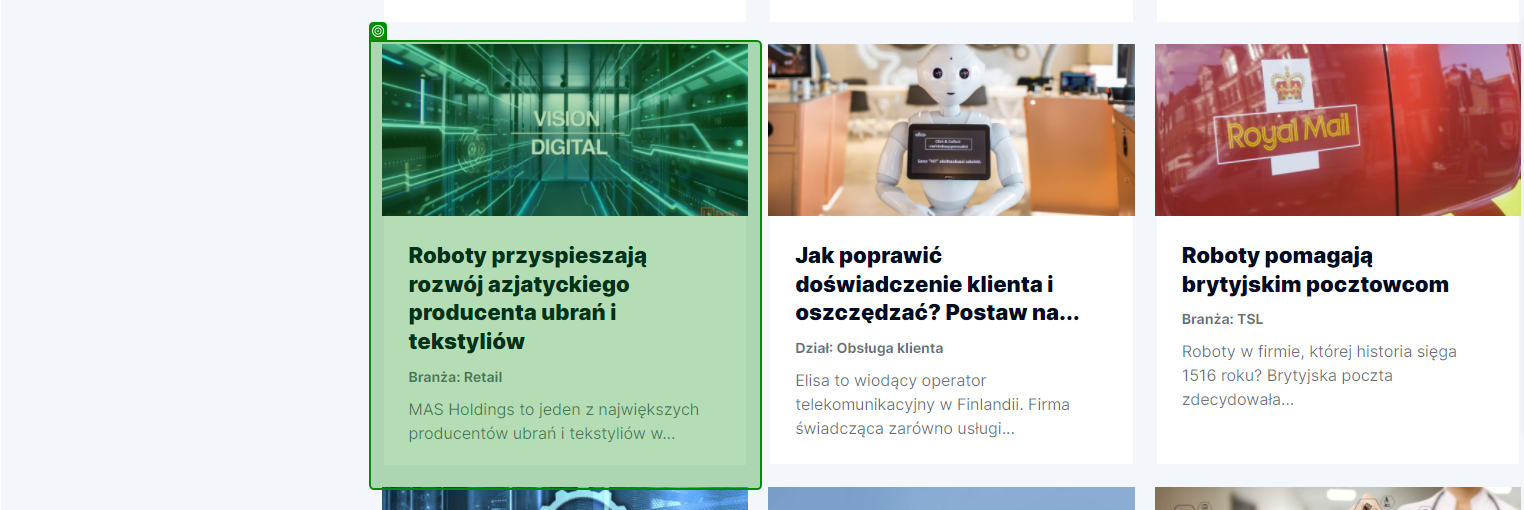 VISION
DIGITAL
Roboty przyspieszają
rozwój azjatyckiego
producenta ubrań i
tekstyliów
Branża: Retail
MAS Holdings to jeden z największych
producentów ubrań i tekstyliów w...
Click & Collect
Jak poprawić
doświadczenie klienta i
oszczędzać? Postaw na...
Dział: Obsługa klienta
Elisa to wiodący operator
telekomunikacyjny w Finlandii. Firma
świadcząca zarówno usługi...
Royal Mail
Roboty pomagają
brytyjskim pocztowcom
Branża: TSL
Roboty w firmie, której historia sięga
1516 roku? Brytyjska poczta
zdecydowała...